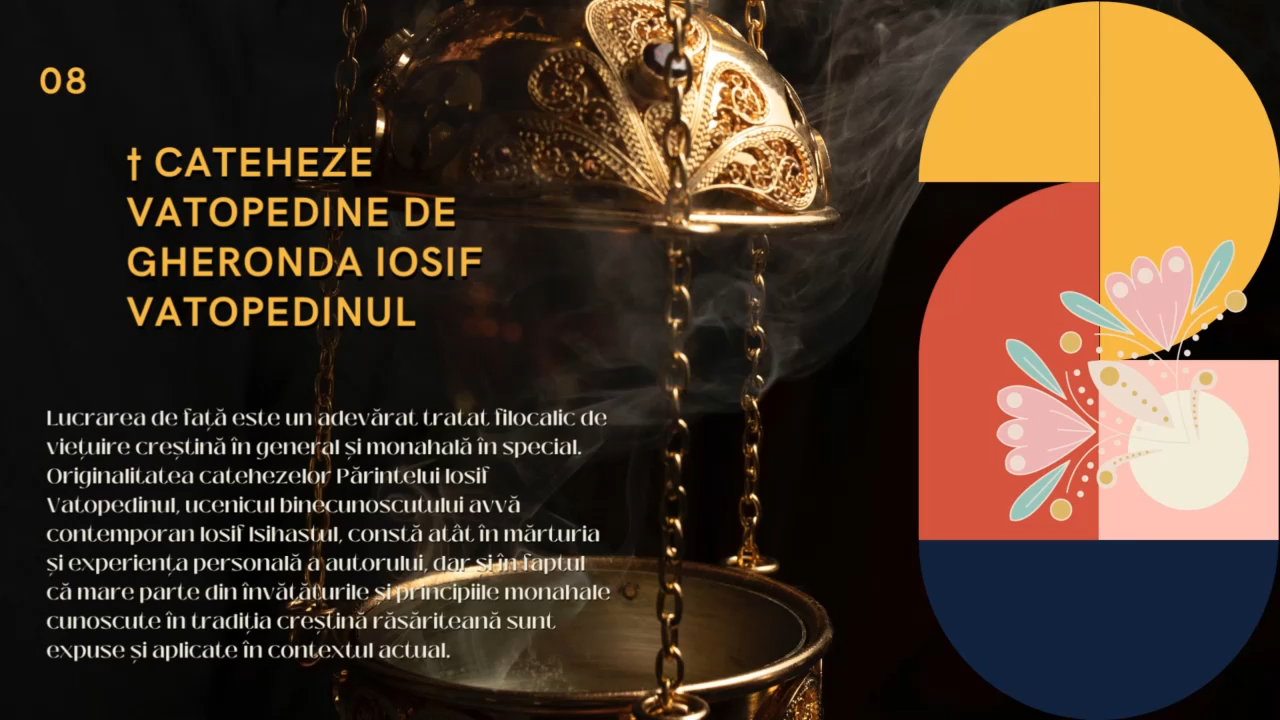 08
† CATEHEZE
VATOPEDINE DE
GHERONDA IOSIF
VATOPEDINUL
Lucrarea de față este un adevărat tratat filocalic de
viețuire creștină în general și monahală în special.
Originalitatea catehezelor Părintelui Iosif
Vatopedinul, ucenicul binecunoscutului avvă
contemporan Iosif Isihastul, constă atât în mărturia
și experiența personală a autorului, dar și în faptul
că mare parte din învățăturile și principiile monahale
cunoscute în tradiția creștină răsăriteană sunt
expuse și aplicate în contextul actual.